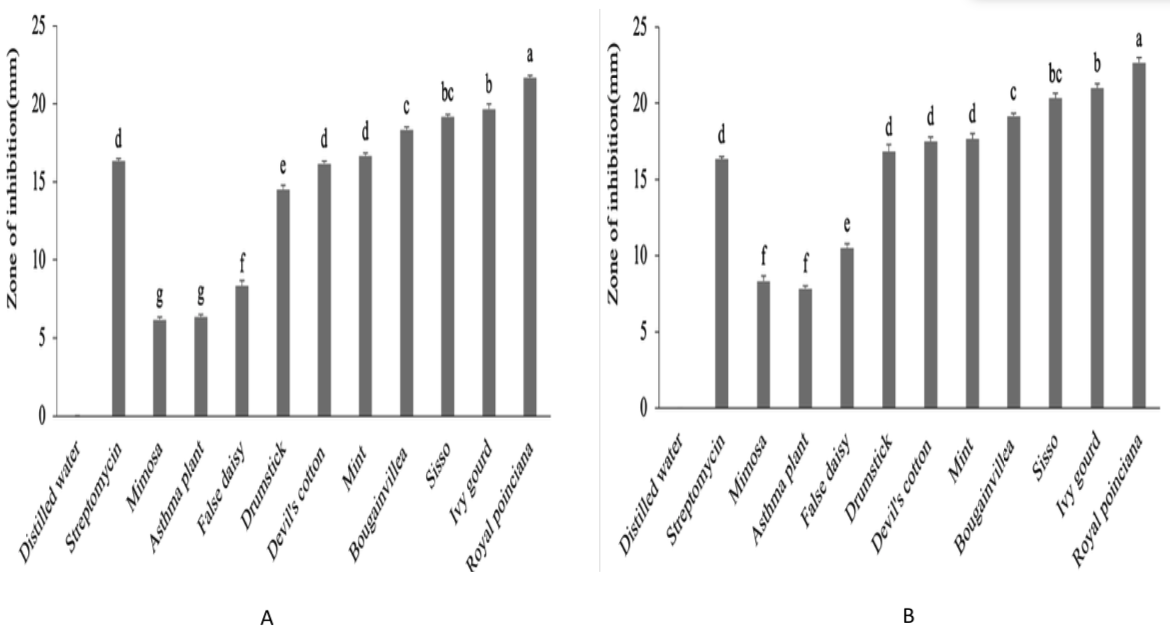 Zone of inhibition(mm)
25
20
15
10
5
0
d
g
g
f
e
d
d
c
bc
b
a
Distilled water
Streptomycin
Mimosa
Asthma plant
False daisy
Drumstick
Devil's cotton
Mint
Bougainvillea
Sisso
Ivy gourd
Royal poinciana
A
Zone of inhibition(mm)
25
20
15
10
5
0
d
f
f
e
d
d
d
c
bc
b
a
Distilled water
Streptomycin
Mimosa
Asthma plant
False daisy
Drumstick
Devil's cotton
Mint
Bougainvillea
Sisso
Ivy gourd
Royal poinciana
B